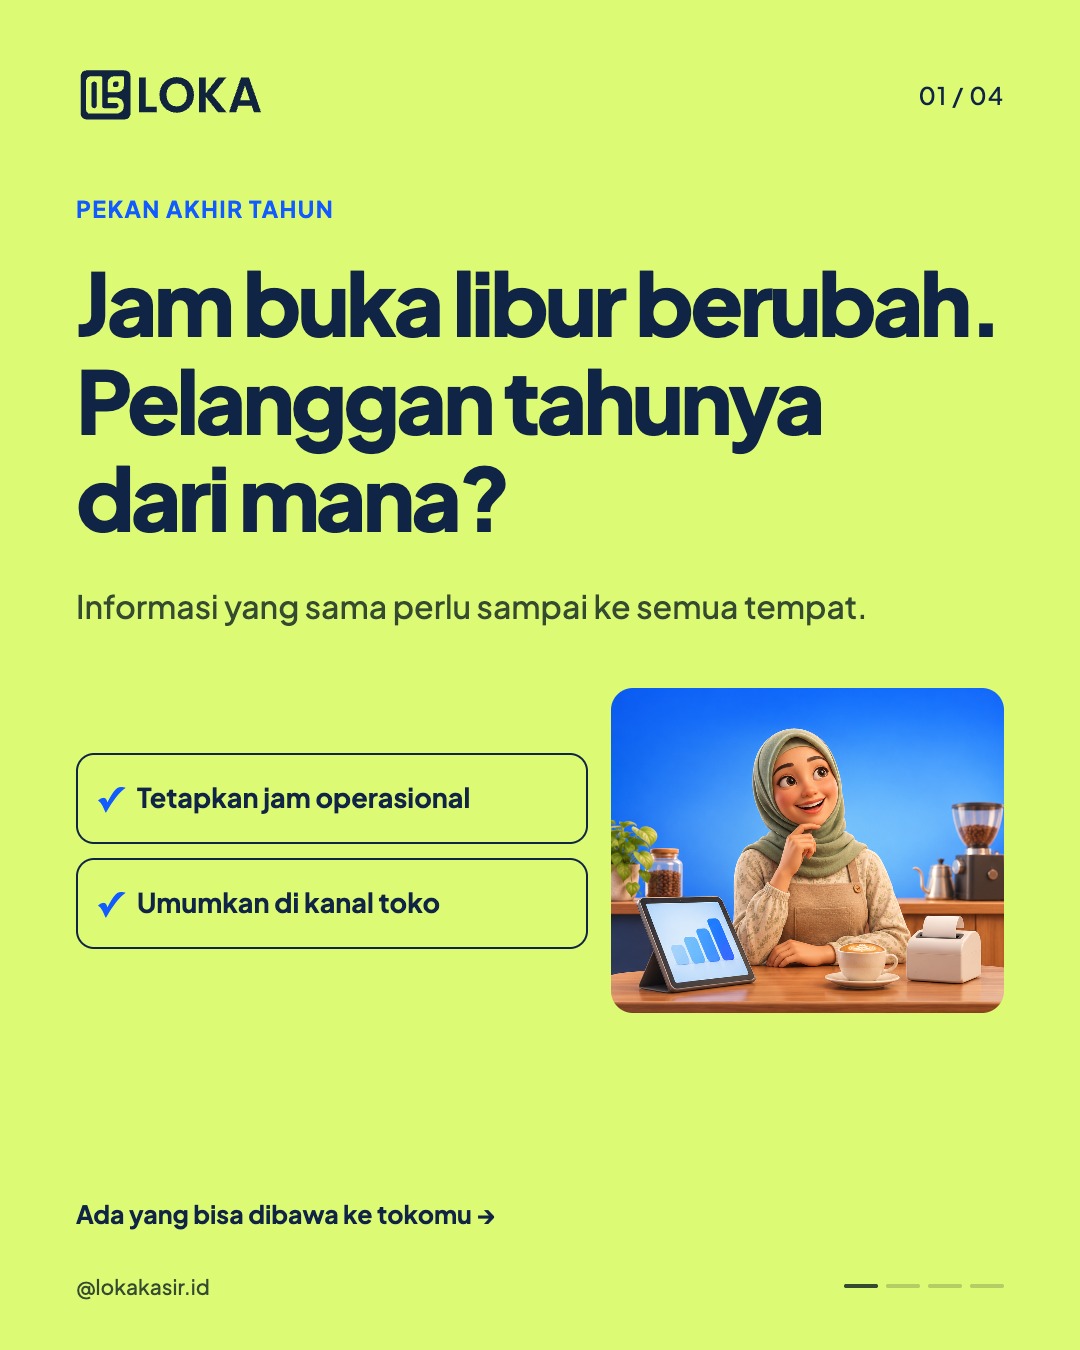 LOKA
01 / 04
PEKAN AKHIR TAHUN
Jam buka libur berubah.
Pelanggan tahunya
dari mana?
Informasi yang sama perlu sampai ke semua tempat.
✔ Tetapkan jam operasional
✔ Umumkan di kanal toko
Ada yang bisa dibawa ke tokomu →
@lokakasir.id